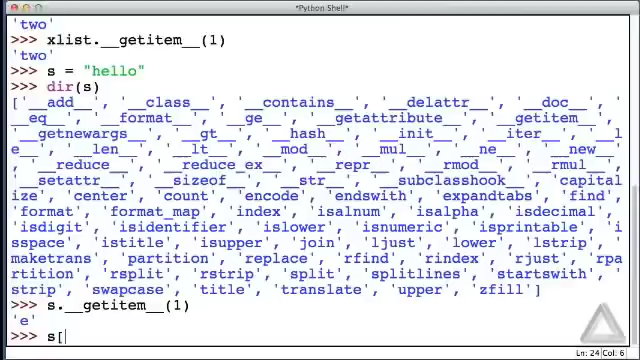 *Python Shell*
'two'
>>> xlist.__getitem__(1)
'two'
>>> s = "hello"
>>> dir(s)
['__add__', '__class__', '__contains__', '__delattr__', '__doc__', '
__eq__', '__format__', '__ge__', '__getattribute__', '__getitem__',
'__getnewargs__', '__gt__', '__hash__', '__init__', '__iter__', '__l
e__', '__len__', '__lt__', '__mod__', '__mul__', '__ne__', '__new__'
, '__reduce__', '__reduce_ex__', '__repr__', '__rmod__', '__rmul__',
'__setattr__', '__sizeof__', '__str__', '__subclasshook__', 'capital
ize', 'center', 'count', 'encode', 'endswith', 'expandtabs', 'find',
'format', 'format_map', 'index', 'isalnum', 'isalpha', 'isdecimal',
'isdigit', 'isidentifier', 'islower', 'isnumeric', 'isprintable', 'i
sspace', 'istitle', 'isupper', 'join', 'ljust', 'lower', 'lstrip', '
maketrans', 'partition', 'replace', 'rfind', 'rindex', 'rjust', 'rpa
rtition', 'rsplit', 'rstrip', 'split', 'splitlines', 'startswith', '
strip', 'swapcase', 'title', 'translate', 'upper', 'zfill']
>>> s.__getitem__(1)
'e'
>>> s[
Ln: 24 Col: 6